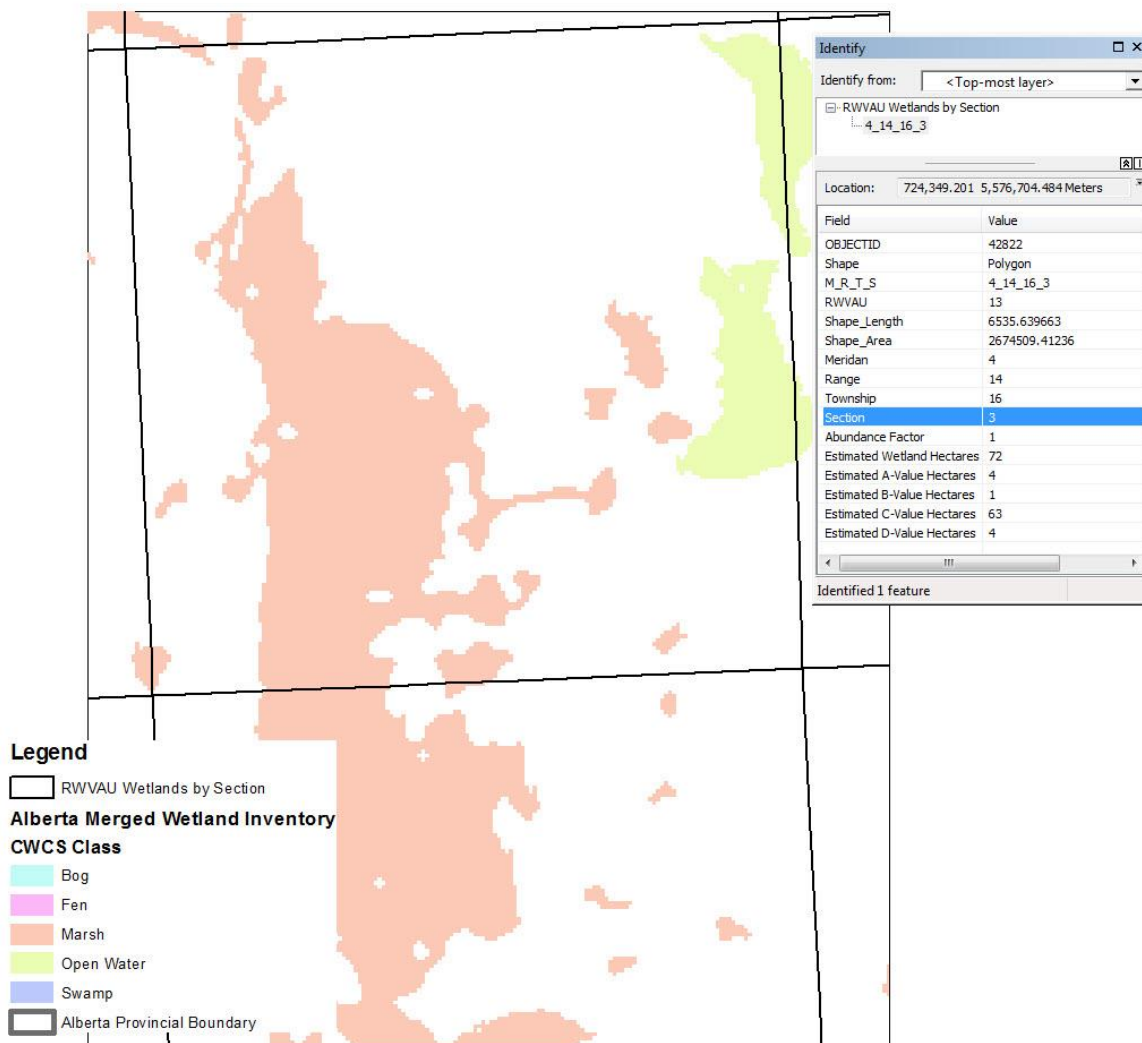 Identify
Identify from: <Top-most layer>
RWVAU Wetlands by Section
4_14_16_3
Location: 724,349.201 5,576,704.484 Meters
Field Value
OBJECTID 42822
Shape Polygon
M_R_T_S 4_14_16_3
RWVAU 13
Shape_Length 6535.639663
Shape_Area 2674509.41236
Meridan 4
Range 14
Township 16
Section 3
Abundance Factor 1
Estimated Wetland Hectares 72
Estimated A-Value Hectares 4
Estimated B-Value Hectares 1
Estimated C-Value Hectares 63
Estimated D-Value Hectares 4
Identified 1 feature
Legend
RWVAU Wetlands by Section
Alberta Merged Wetland Inventory
CWCS Class
Bog
Fen
Marsh
Open Water
Swamp
Alberta Provincial Boundary